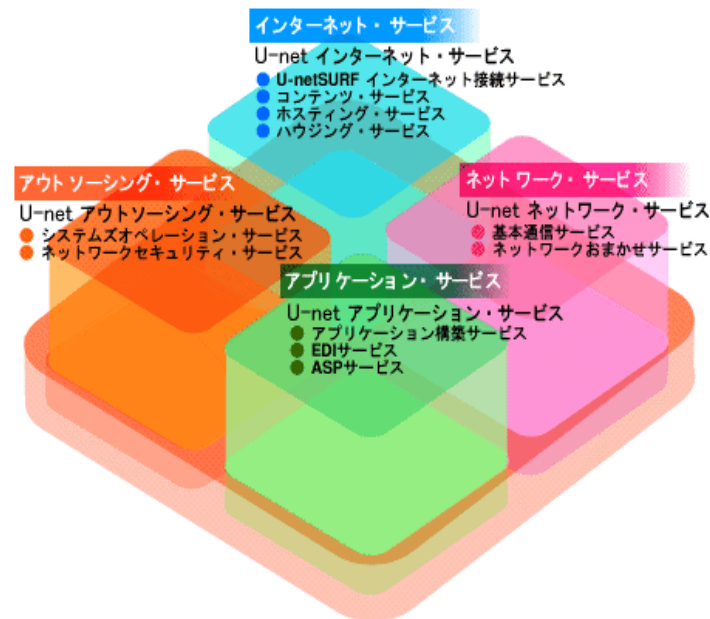 インターネット・サービス
U-net インターネット・サービス
● U-netSURF インターネット接続サービス
● コンテンツ・サービス
● ホスティング・サービス
● ハウジング・サービス
アウトソーシング・サービス
U-net アウトソーシング・サービス
● システムズオペレーション・サービス
● ネットワークセキュリティ・サービス
ネットワーク・サービス
U-net ネットワーク・サービス
● 基本通信サービス
● ネットワークおまかせサービス
アプリケーション・サービス
U-net アプリケーション・サービス
● アプリケーション構築サービス
● EDIサービス
● ASPサービス